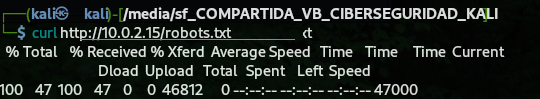 ┌──(kali㉿kali)-[/media/sf_COMPARTIDA_VB_CIBERSEGURIDAD_KALI]
└─$ curl http://10.0.2.15/robots.txt
% Total % Received % Xferd Average Speed Time Time Time Current
Dload Upload Total Spent Left Speed
100 47 100 47 0 0 46812 0 --:--:-- --:--:-- --:--:-- 47000